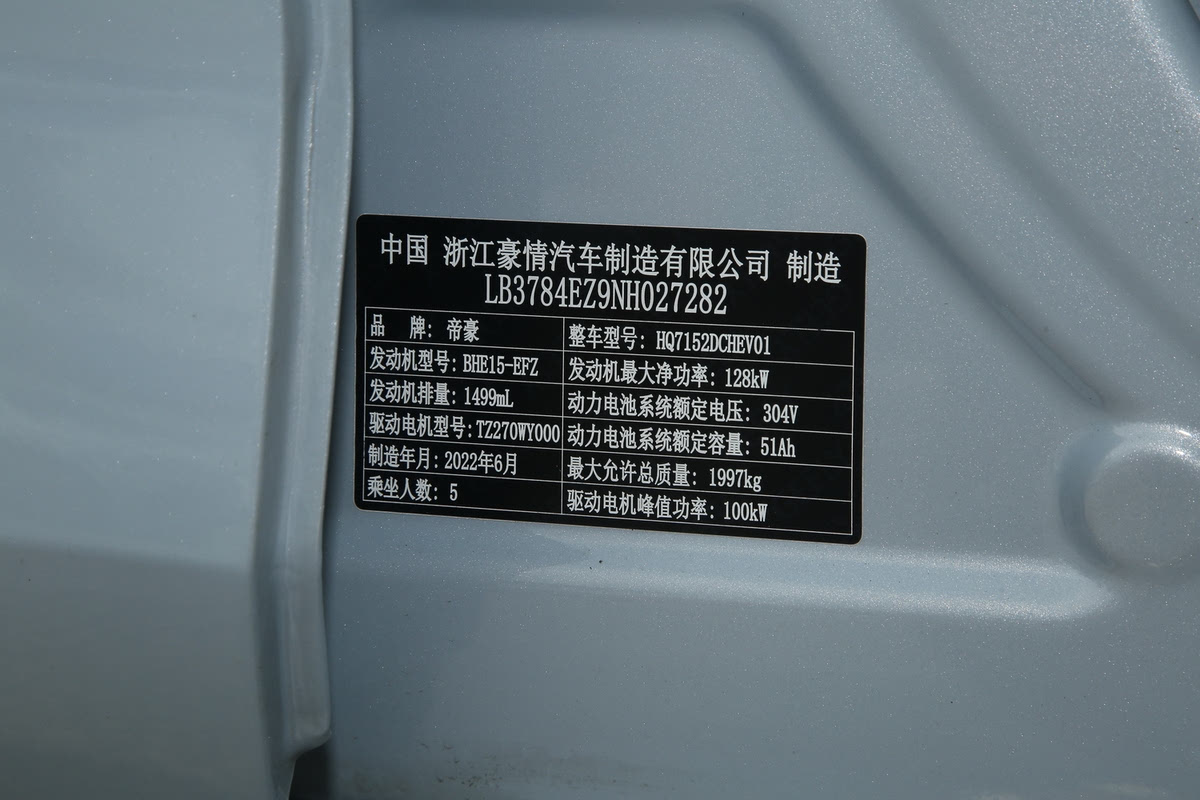 中国 浙江豪情汽车制造有限公司 制造
LB3784EZ9NH027282
品 牌: 帝豪 整车型号: HQ7152DCHEV01
发动机型号: BHE15-EFZ 发动机最大净功率: 128kW
发动机排量: 1499mL 动力电池系统额定电压: 304V
驱动电机型号: TZ270WY000 动力电池系统额定容量: 51Ah
制造年月: 2022年6月 最大允许总质量: 1997kg
乘坐人数: 5 驱动电机峰值功率: 100kW